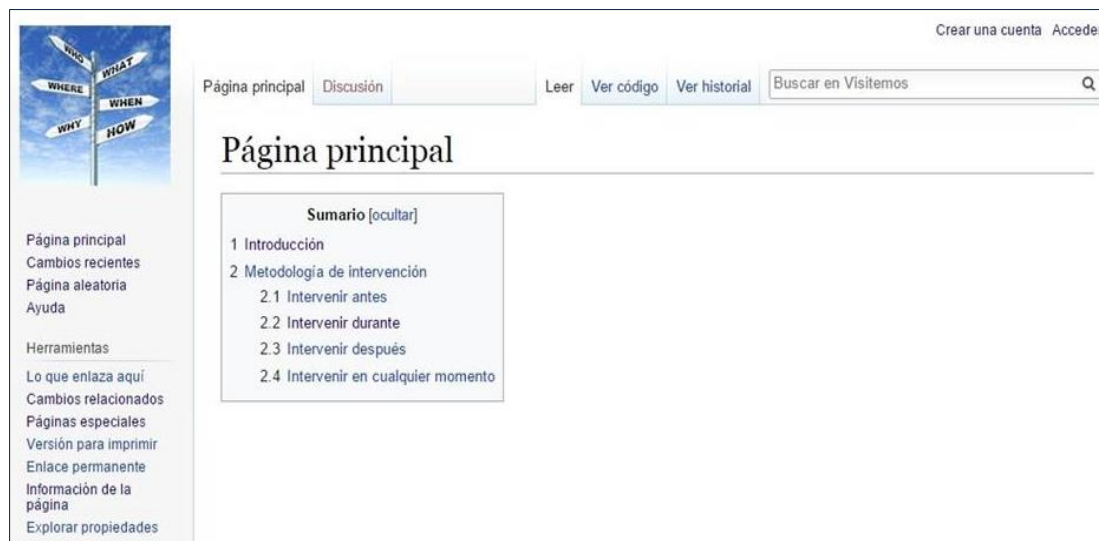 Crear una cuenta Acceder
WHO
WHAT
WHERE
WHEN
WHY
HOW
Página principal Discusión Leer Ver código Ver historial Buscar en Visitemos
Página principal
Sumario [ocultar]
1 Introducción
2 Metodología de intervención
2.1 Intervenir antes
2.2 Intervenir durante
2.3 Intervenir después
2.4 Intervenir en cualquier momento
Página principal
Cambios recientes
Página aleatoria
Ayuda
Herramientas
Lo que enlaza aquí
Cambios relacionados
Páginas especiales
Versión para imprimir
Enlace permanente
Información de la
página
Explorar propiedades